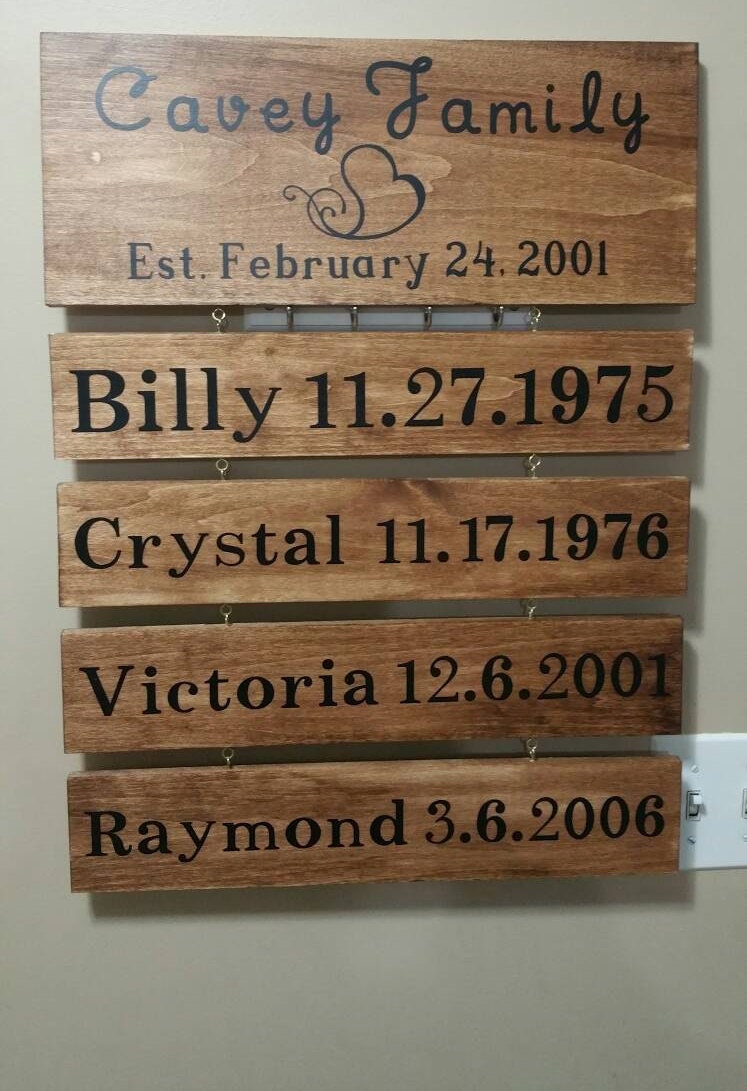 Cavey Family
Est. February 24. 2001
Billy 11.27.1975
Crystal 11.17.1976
Victoria 12.6.2001
Raymond 3.6.2006